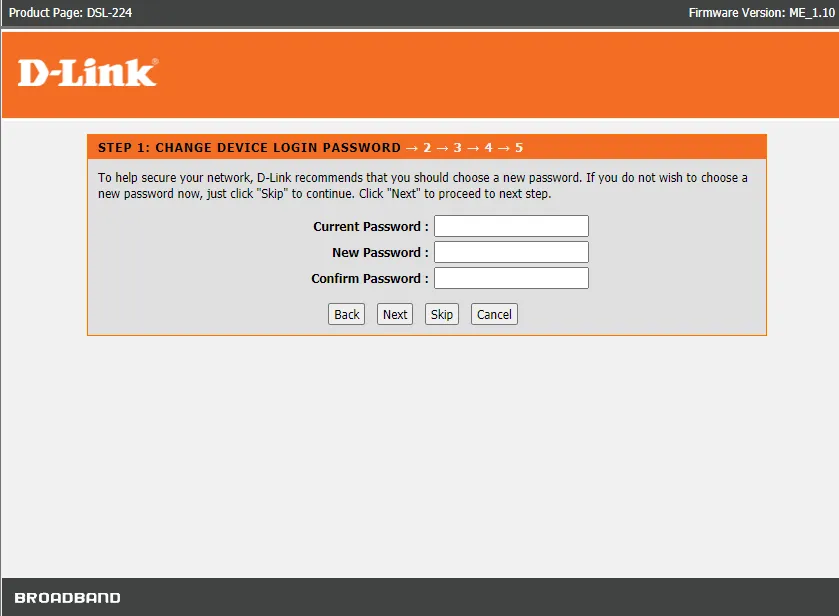 Product Page: DSL-224 Firmware Version: ME_1.10
D-Link®
STEP 1: CHANGE DEVICE LOGIN PASSWORD → 2 → 3 → 4 → 5
To help secure your network, D-Link recommends that you should choose a new password. If you do not wish to choose a
new password now, just click "Skip" to continue. Click "Next" to proceed to next step.
Current Password :
New Password :
Confirm Password :
Back Next Skip Cancel
BROADBAND